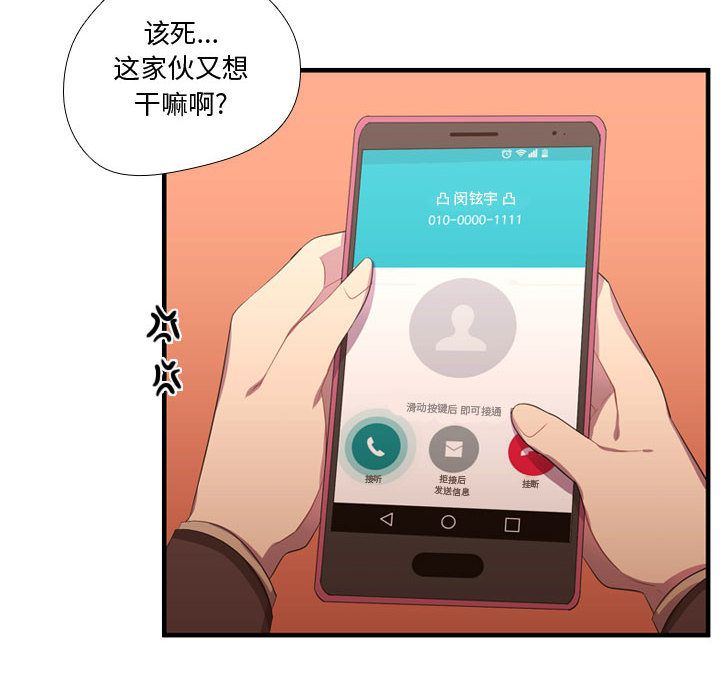 该死...
这家伙又想
干嘛啊?
凸 闵铉宇 凸
010-0000-1111
滑动按键后 即可接通
接听
拒接后
发送信息
挂断